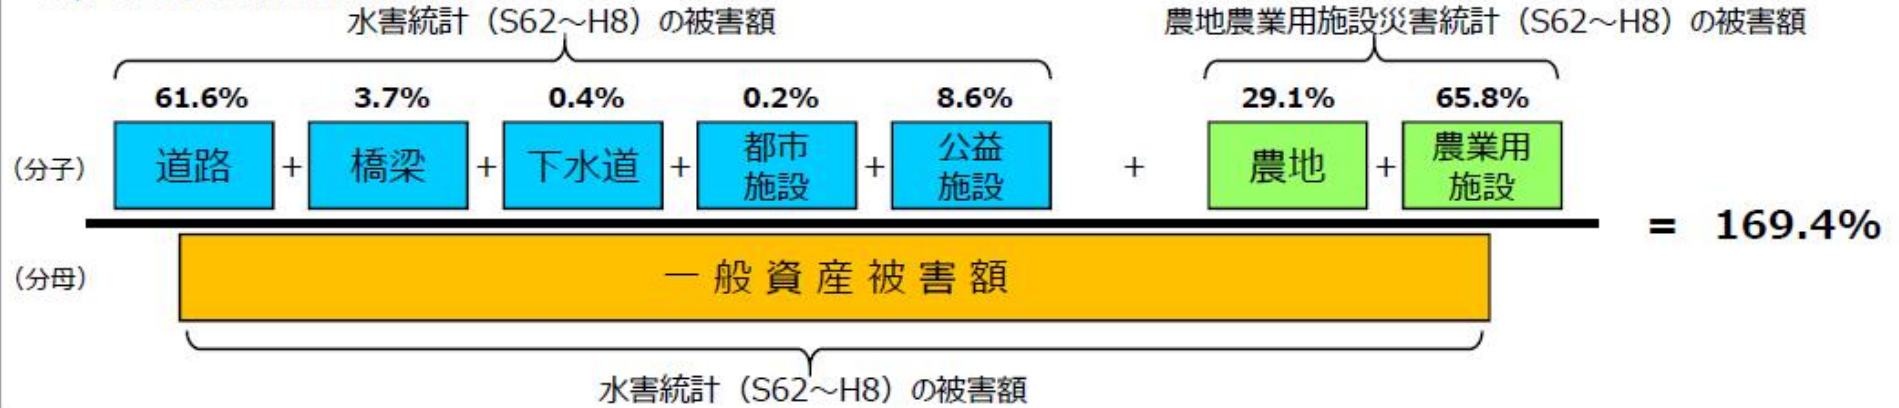 水害統計（S62～H8）の被害額
農地農業用施設災害統計（S62～H8）の被害額
61.6% 3.7% 0.4% 0.2% 8.6% 29.1% 65.8%
（分子） 道路 + 橋梁 + 下水道 + 都市施設 + 公益施設 + 農地 + 農業用施設
= 169.4%
（分母） 一般資産被害額
水害統計（S62～H8）の被害額